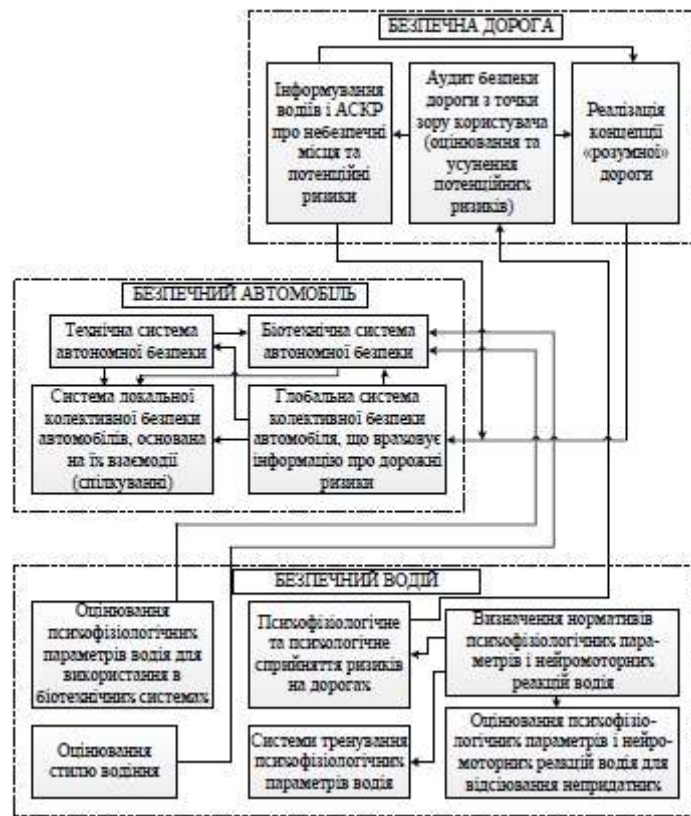 БЕЗПЕЧНА ДОРОГА
Інформування
водіїв і АСКР
про небезпечні
місця та
потенційні
ризики
Аудит безпеки
дороги з точки
зору користувача
(оцінювання та
усунення
потенційних
ризиків)
Реалізація
концепції
«розумної»
дороги
БЕЗПЕЧНИЙ АВТОМОБІЛЬ
Технічна система
автономної безпеки
Біотехнічна система
автономної безпеки
Система локальної
колективної безпеки
автомобілів, основана
на їх взаємодії
(спілкуванні)
Глобальна система
колективної безпеки
автомобіля, що враховує
інформацію про дорожні
ризики
БЕЗПЕЧНИЙ ВОДІЙ
Оцінювання
психофізіологічних
параметрів водія для
використання в
біотехнічних системах
Психофізіологічне
та психологічне
сприйняття ризиків
на дорогах
Визначення нормативів
психофізіологічних пара-
метрів і нейромоторних
реакцій водія
Оцінювання
стилю водіння
Системи тренування
психофізіологічних
параметрів водія
Оцінювання психофізіо-
логічних параметрів і нейро-
моторних реакцій водія для
відсіювання непридатних